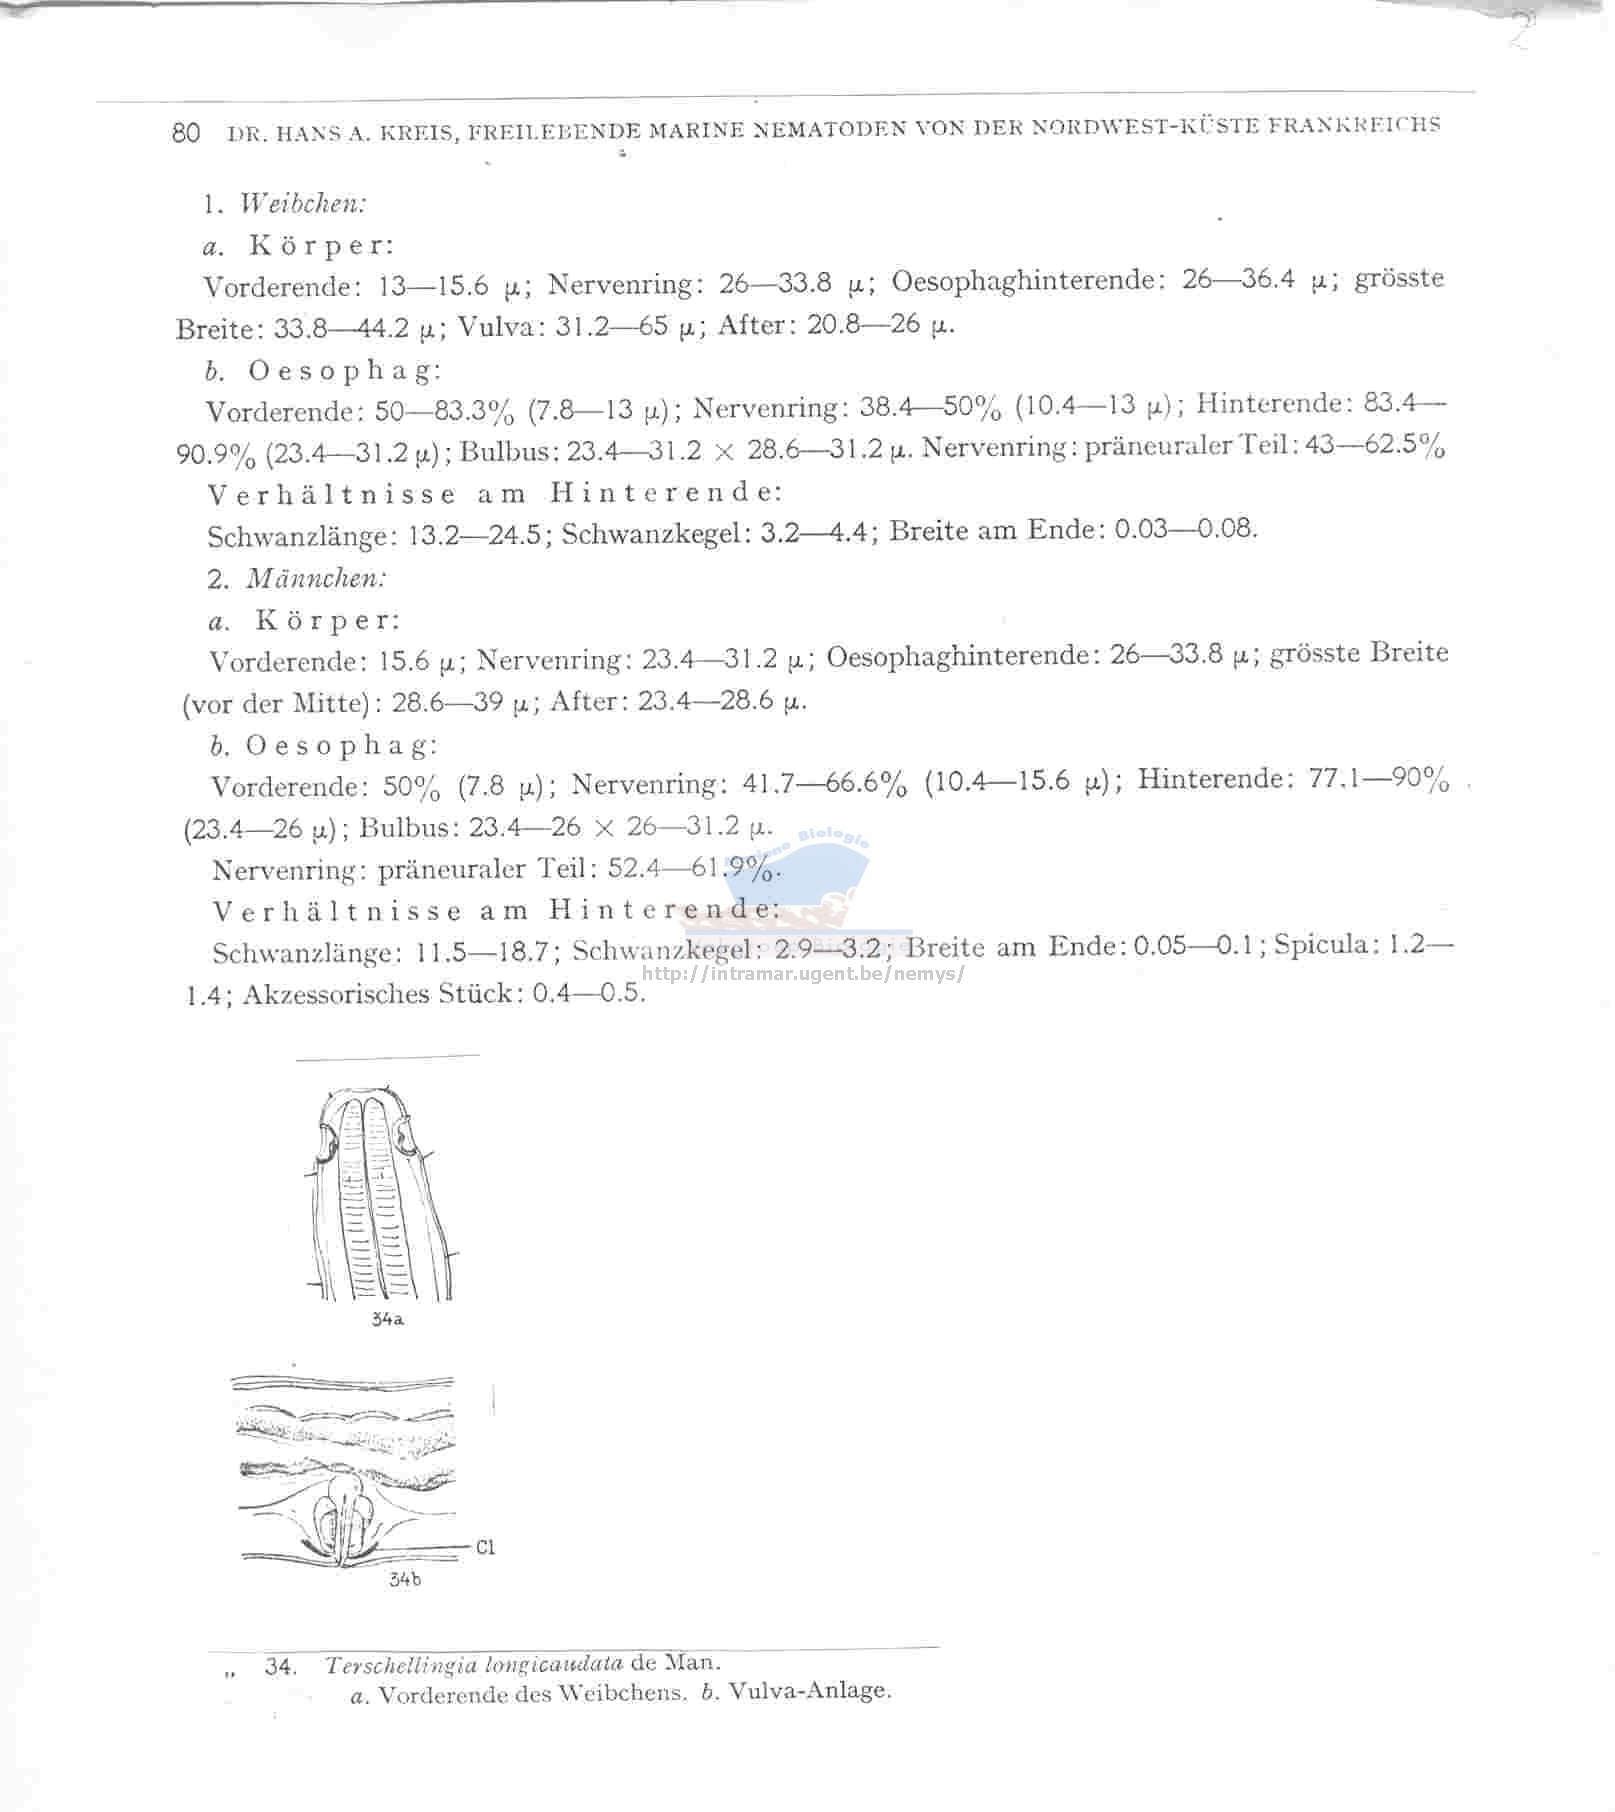 2
80 DR. HANS A. KREIS, FREILEBENDE MARINE NEMATODEN VON DER NORDWEST-KÜSTE FRANKREICHS
1. Weibchen:
a. Körper:
Vorderende: 13—15.6 µ; Nervenring: 26—33.8 µ; Oesophaghinterende: 26—36.4 µ; grösste
Breite: 33.8—44.2 µ; Vulva: 31.2—65 µ; After: 20.8—26 µ.
b. Oesophag:
Vorderende: 50—83.3% (7.8—13 µ); Nervenring: 38.4—50% (10.4—13 µ); Hinterende: 83.4—
90.9% (23.4—31.2 µ); Bulbus: 23.4—31.2 × 28.6—31.2 µ. Nervenring: präneuraler Teil: 43—62.5%
Verhältnisse am Hinterende:
Schwanzlänge: 13.2—24.5; Schwanzkegel: 3.2—4.4; Breite am Ende: 0.03—0.08.
2. Männchen:
a. Körper:
Vorderende: 15.6 µ; Nervenring: 23.4—31.2 µ; Oesophaghinterende: 26—33.8 µ; grösste Breite
(vor der Mitte): 28.6—39 µ; After: 23.4—28.6 µ.
b. Oesophag:
Vorderende: 50% (7.8 µ); Nervenring: 41.7—66.6% (10.4—15.6 µ); Hinterende: 77.1—90%
(23.4—26 µ); Bulbus: 23.4—26 × 26—31.2 µ.
Biologie
Nervenring: präneuraler Teil: 52.4—61.9%.
Verhältnisse am Hinterende:
Schwanzlänge: 11.5—18.7; Schwanzkegel: 2.9—3.2; Breite am Ende: 0.05—0.1; Spicula: 1.2—
http://intramar.ugent.be/nemys/
1.4; Akzessorisches Stück: 0.4—0.5.
34a
Cl
34b
„ 34. Terschellingia longicaudata de Man.
a. Vorderende des Weibchens. b. Vulva-Anlage.